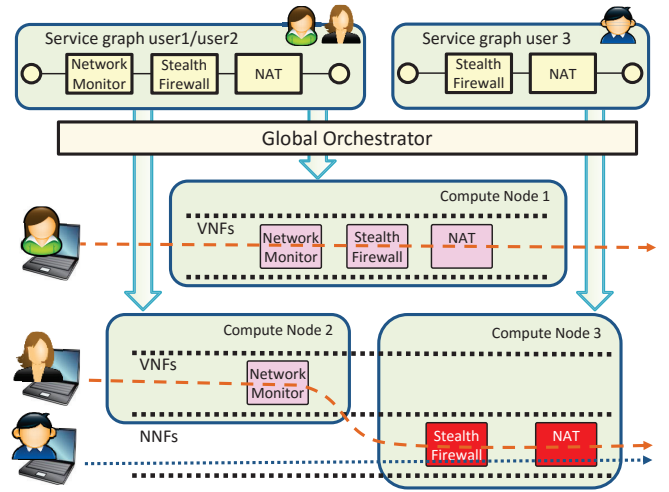 Service graph user1/user2
Network
Monitor
Stealth
Firewall
NAT
Service graph user 3
Stealth
Firewall
NAT
Global Orchestrator
Compute Node 1
VNFs
Network
Monitor
Stealth
Firewall
NAT
Compute Node 2
VNFs
Network
Monitor
NNFs
Compute Node 3
Stealth
Firewall
NAT